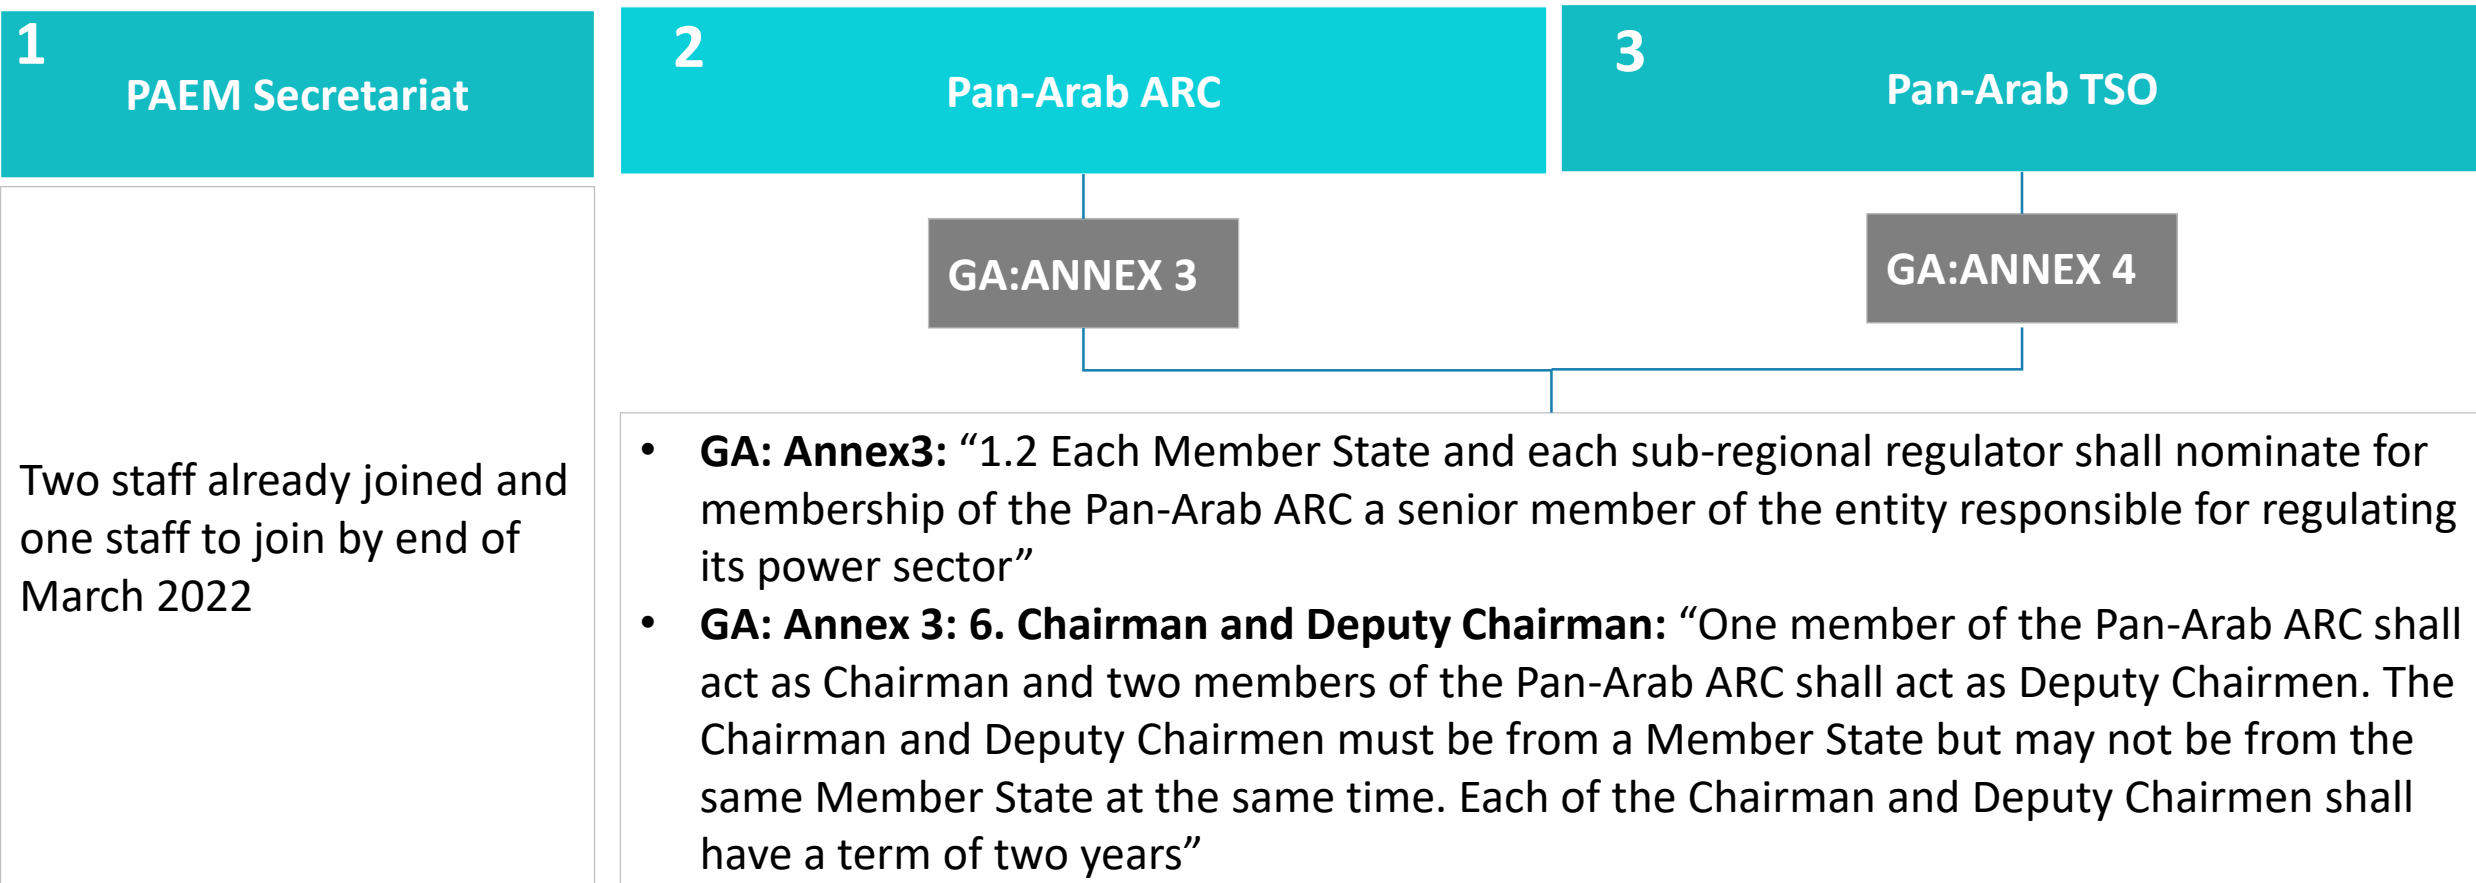 1
PAEM Secretariat
2
Pan-Arab ARC
3
Pan-Arab TSO
GA:ANNEX 3
GA:ANNEX 4
Two staff already joined and
one staff to join by end of
March 2022
• GA: Annex3: “1.2 Each Member State and each sub-regional regulator shall nominate for
membership of the Pan-Arab ARC a senior member of the entity responsible for regulating
its power sector”
• GA: Annex 3: 6. Chairman and Deputy Chairman: “One member of the Pan-Arab ARC shall
act as Chairman and two members of the Pan-Arab ARC shall act as Deputy Chairmen. The
Chairman and Deputy Chairmen must be from a Member State but may not be from the
same Member State at the same time. Each of the Chairman and Deputy Chairmen shall
have a term of two years”